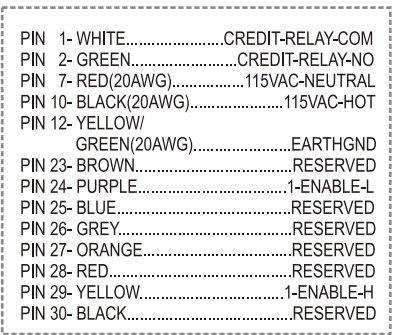 PIN 1- WHITE.......................CREDIT-RELAY-COM
PIN 2- GREEN.......................CREDIT-RELAY-NO
PIN 7- RED(20AWG)..................115VAC-NEUTRAL
PIN 10- BLACK(20AWG)...................115VAC-HOT
PIN 12- YELLOW/
GREEN(20AWG)....................EARTHGND
PIN 23- BROWN.....................................RESERVED
PIN 24- PURPLE...................................1-ENABLE-L
PIN 25- BLUE........................................RESERVED
PIN 26- GREY........................................RESERVED
PIN 27- ORANGE..................................RESERVED
PIN 28- RED..........................................RESERVED
PIN 29- YELLOW.................................1-ENABLE-H
PIN 30- BLACK......................................RESERVED